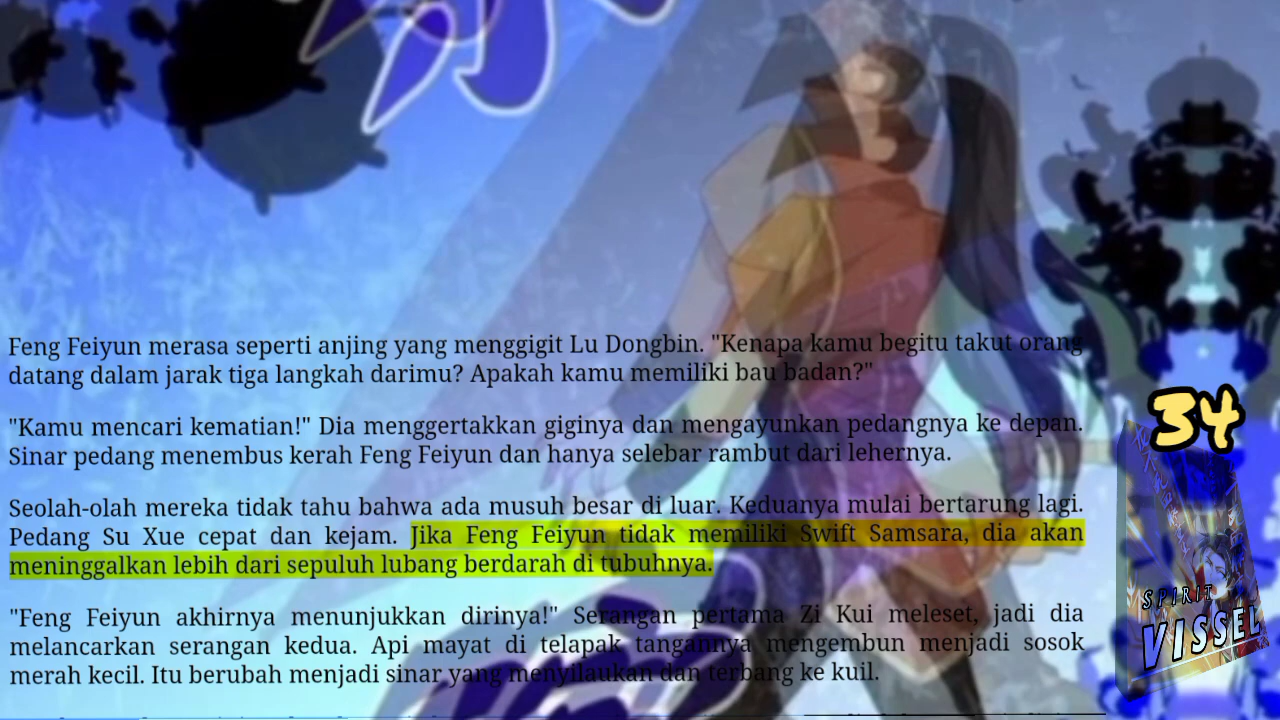 Feng Feiyun merasa seperti anjing yang menggigit Lu Dongbin. "Kenapa kamu begitu takut orang
datang dalam jarak tiga langkah darimu? Apakah kamu memiliki bau badan?"
"Kamu mencari kematian!" Dia menggertakkan giginya dan mengayunkan pedangnya ke depan.
Sinar pedang menembus kerah Feng Feiyun dan hanya selebar rambut dari lehernya.
Seolah-olah mereka tidak tahu bahwa ada musuh besar di luar. Keduanya mulai bertarung lagi.
Pedang Su Xue cepat dan kejam. Jika Feng Feiyun tidak memiliki Swift Samsara, dia akan
meninggalkan lebih dari sepuluh lubang berdarah di tubuhnya.
"Feng Feiyun akhirnya menunjukkan dirinya!" Serangan pertama Zi Kui meleset, jadi dia
melancarkan serangan kedua. Api mayat di telapak tangannya mengembun menjadi sosok
merah kecil. Itu berubah menjadi sinar yang menyilaukan dan terbang ke kuil.
34
SPIRIT
VISSEL